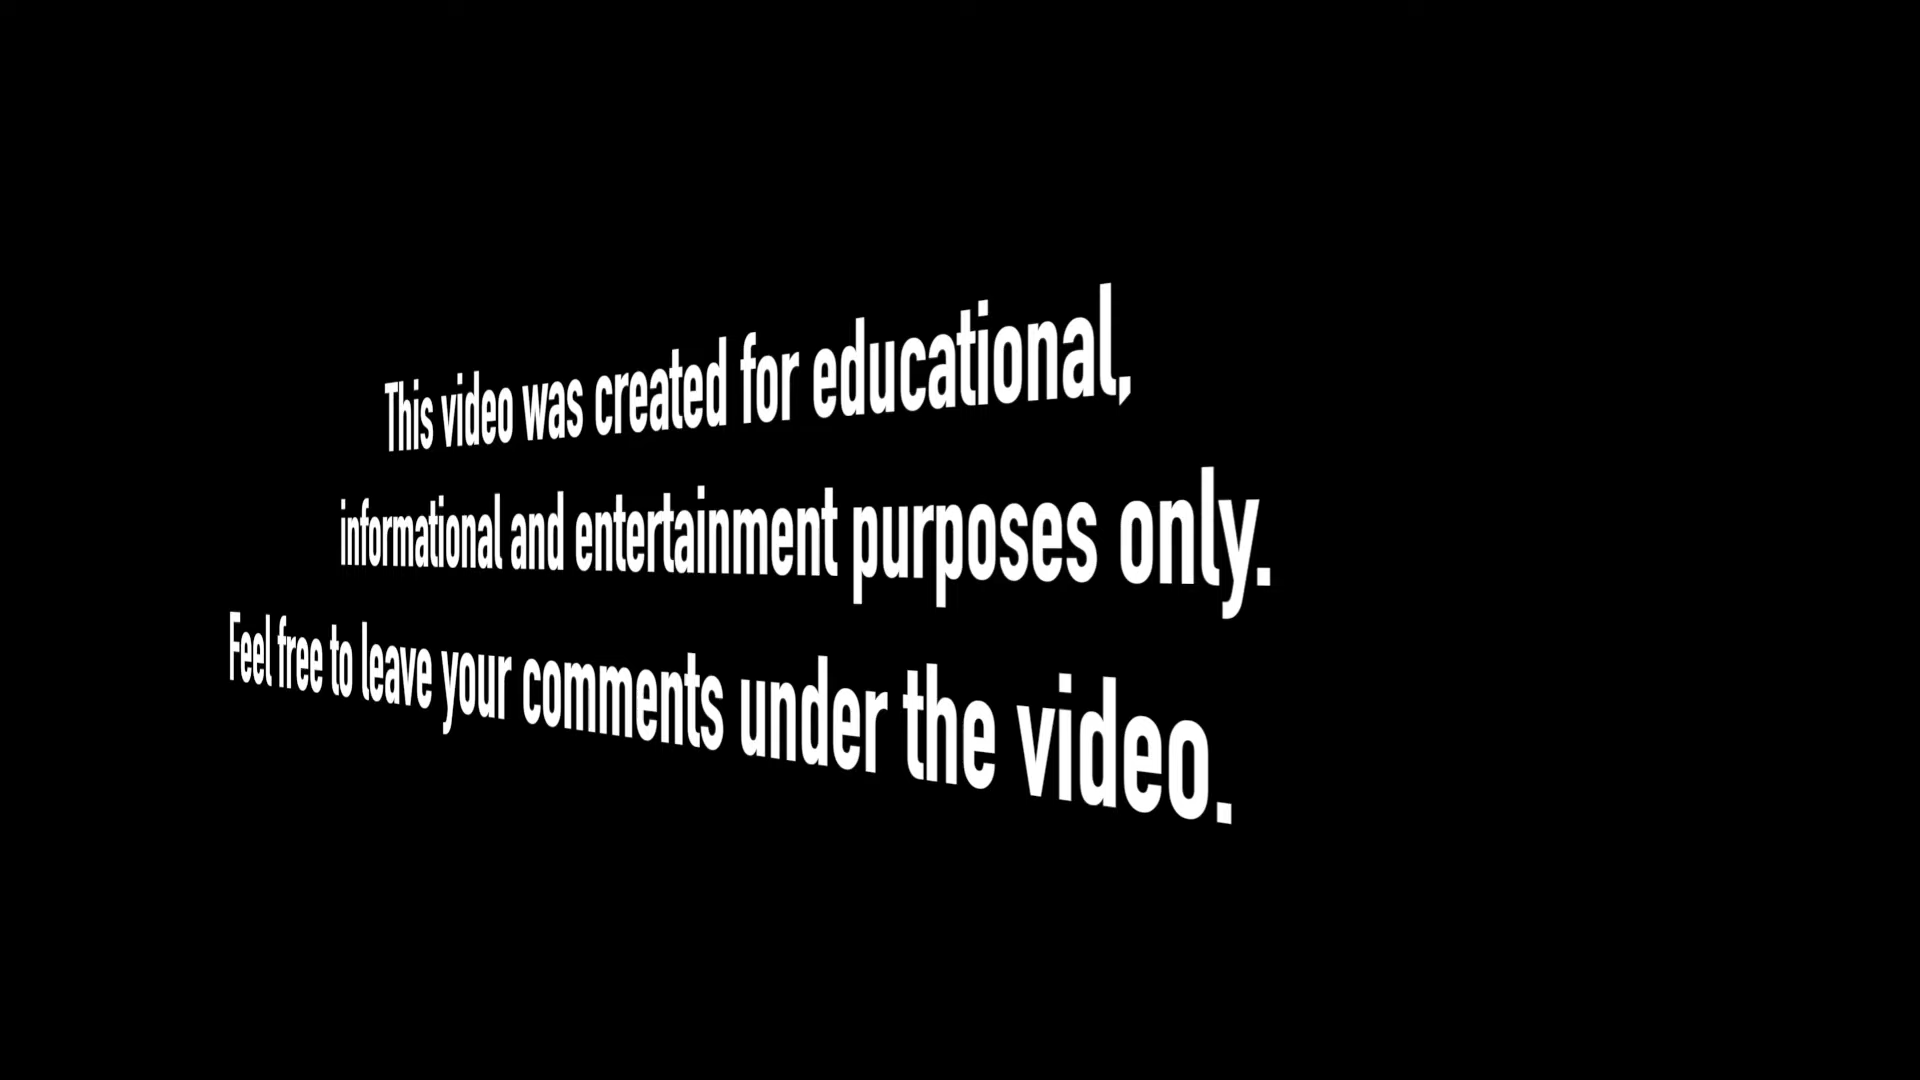 This video was created for educational,
informational and entertainment purposes only.
Feel free to leave your comments under the video.